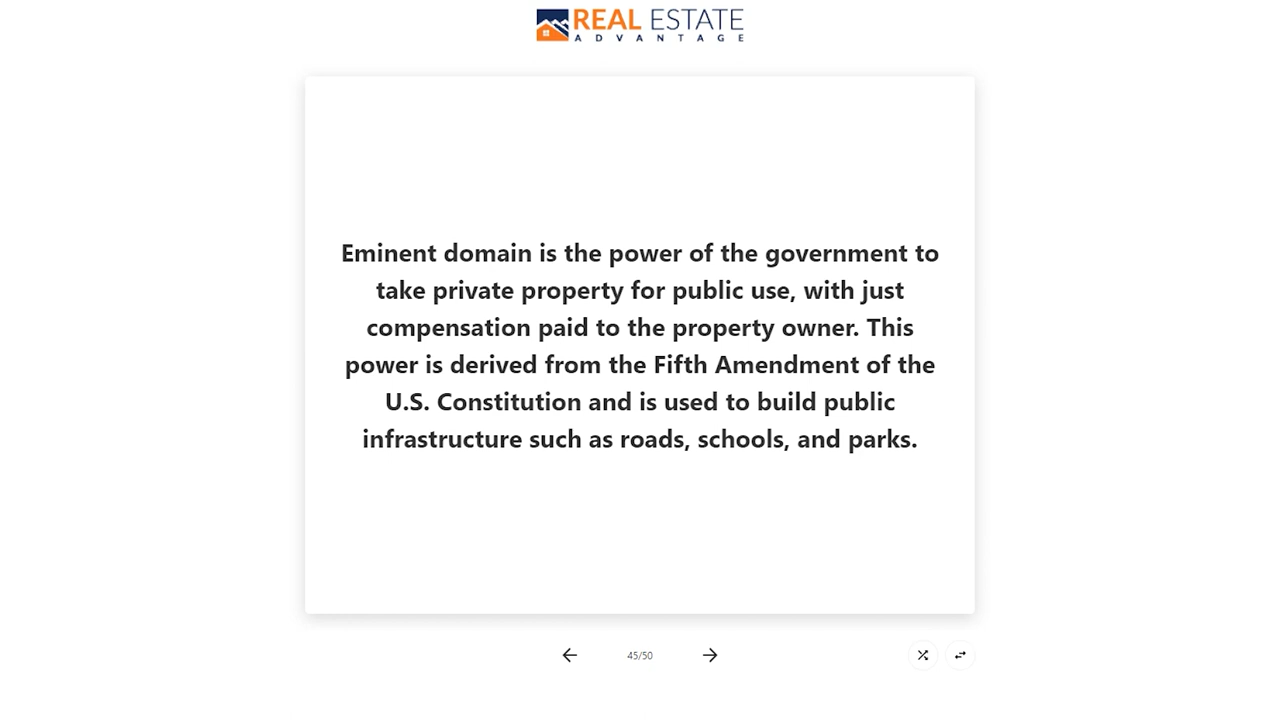 REAL ESTATE
ADVANTAGE
Eminent domain is the power of the government to
take private property for public use, with just
compensation paid to the property owner. This
power is derived from the Fifth Amendment of the
U.S. Constitution and is used to build public
infrastructure such as roads, schools, and parks.
45/50